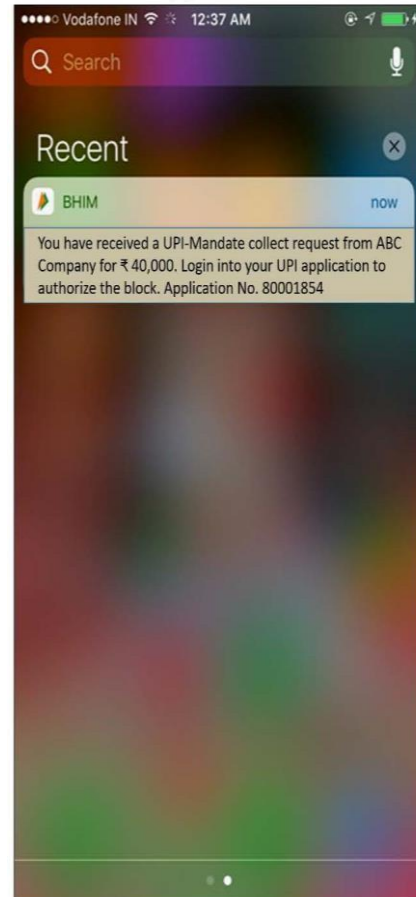 Vodafone IN 12:37 AM
Search
Recent
BHIM now
You have received a UPI-Mandate collect request from ABC
Company for ₹ 40,000. Login into your UPI application to
authorize the block. Application No. 80001854